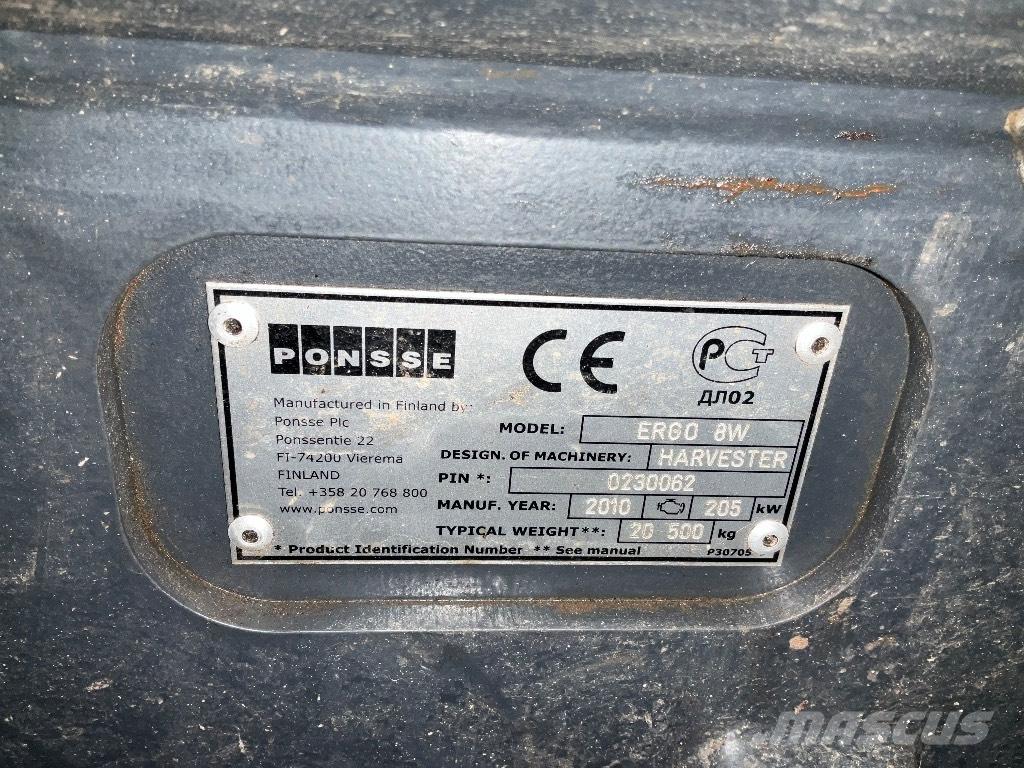 PONSSE
CE
РСТ
ДЛ02
Manufactured in Finland by:
Ponsse Plc
Ponssentie 22
FI-74200 Vierema
FINLAND
Tel. +358 20 768 800
www.ponsse.com
MODEL: ERGO 8W
DESIGN. OF MACHINERY: HARVESTER
PIN *: 0230062
MANUF. YEAR: 2010 205 kW
TYPICAL WEIGHT**: 20 500 kg
* Product Identification Number ** See manual P30705
MASCUS